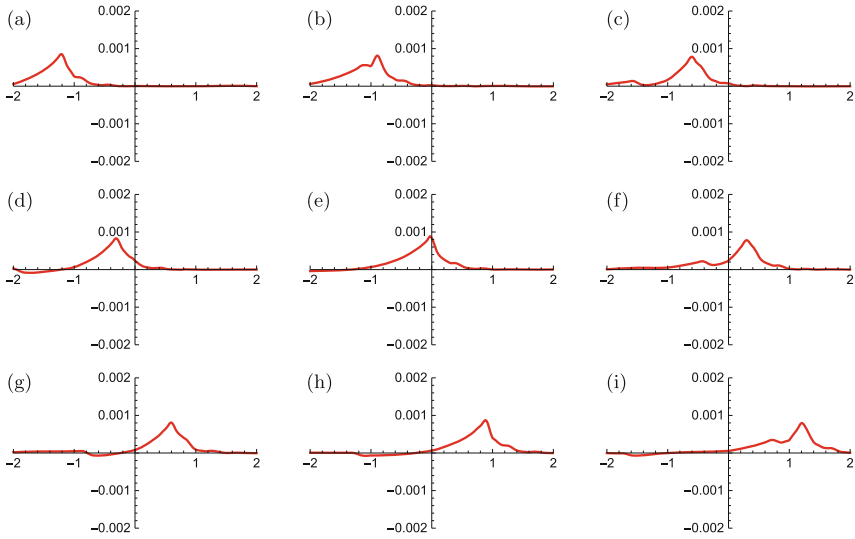 (a) 0.002 0.001 −0.001 −0.002 −2 −1 1 2
(b) 0.002 0.001 −0.001 −0.002 −2 −1 1 2
(c) 0.002 0.001 −0.001 −0.002 −2 −1 1 2
(d) 0.002 0.001 −0.001 −0.002 −2 −1 1 2
(e) 0.002 0.001 −0.001 −0.002 −2 −1 1 2
(f) 0.002 0.001 −0.001 −0.002 −2 −1 1 2
(g) 0.002 0.001 −0.001 −0.002 −2 −1 1 2
(h) 0.002 0.001 −0.001 −0.002 −2 −1 1 2
(i) 0.002 0.001 −0.001 −0.002 −2 −1 1 2